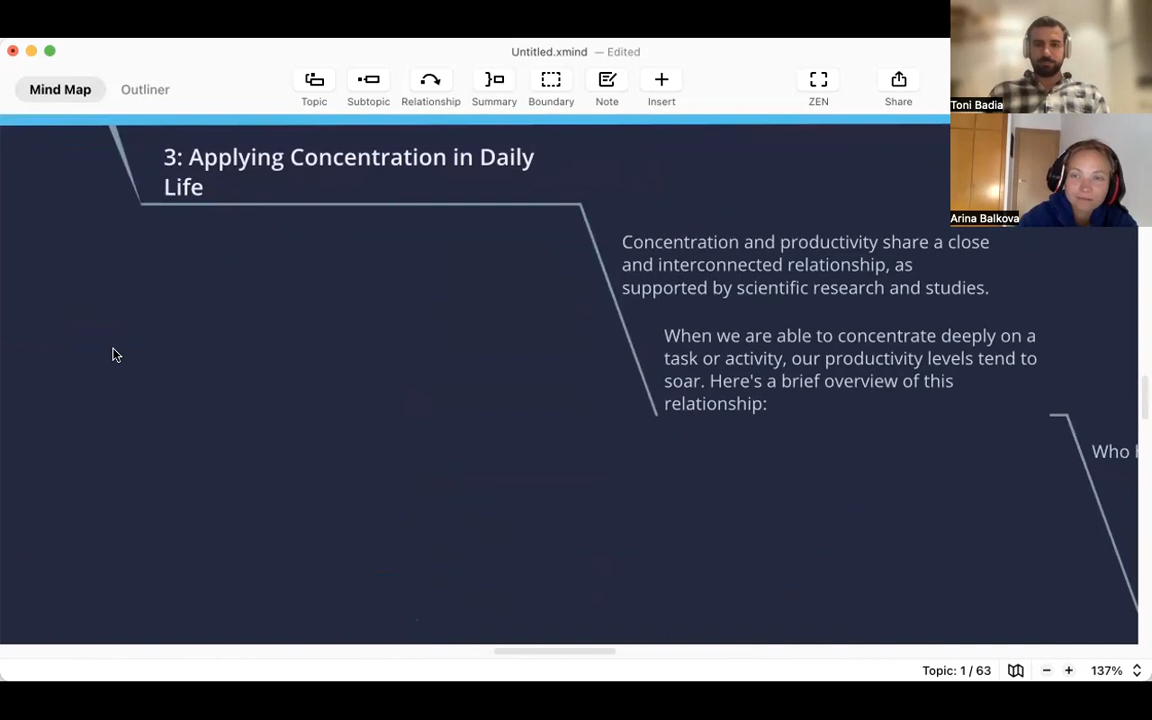 Untitled.xmind — Edited
Mind Map
Outliner
Topic
Subtopic
Relationship
Summary
Boundary
Note
Insert
ZEN
Share
Toni Badia
Arina Balkova
3: Applying Concentration in Daily
Life
Concentration and productivity share a close
and interconnected relationship, as
supported by scientific research and studies.
When we are able to concentrate deeply on a
task or activity, our productivity levels tend to
soar. Here's a brief overview of this
relationship:
Who
Topic: 1 / 63
137%